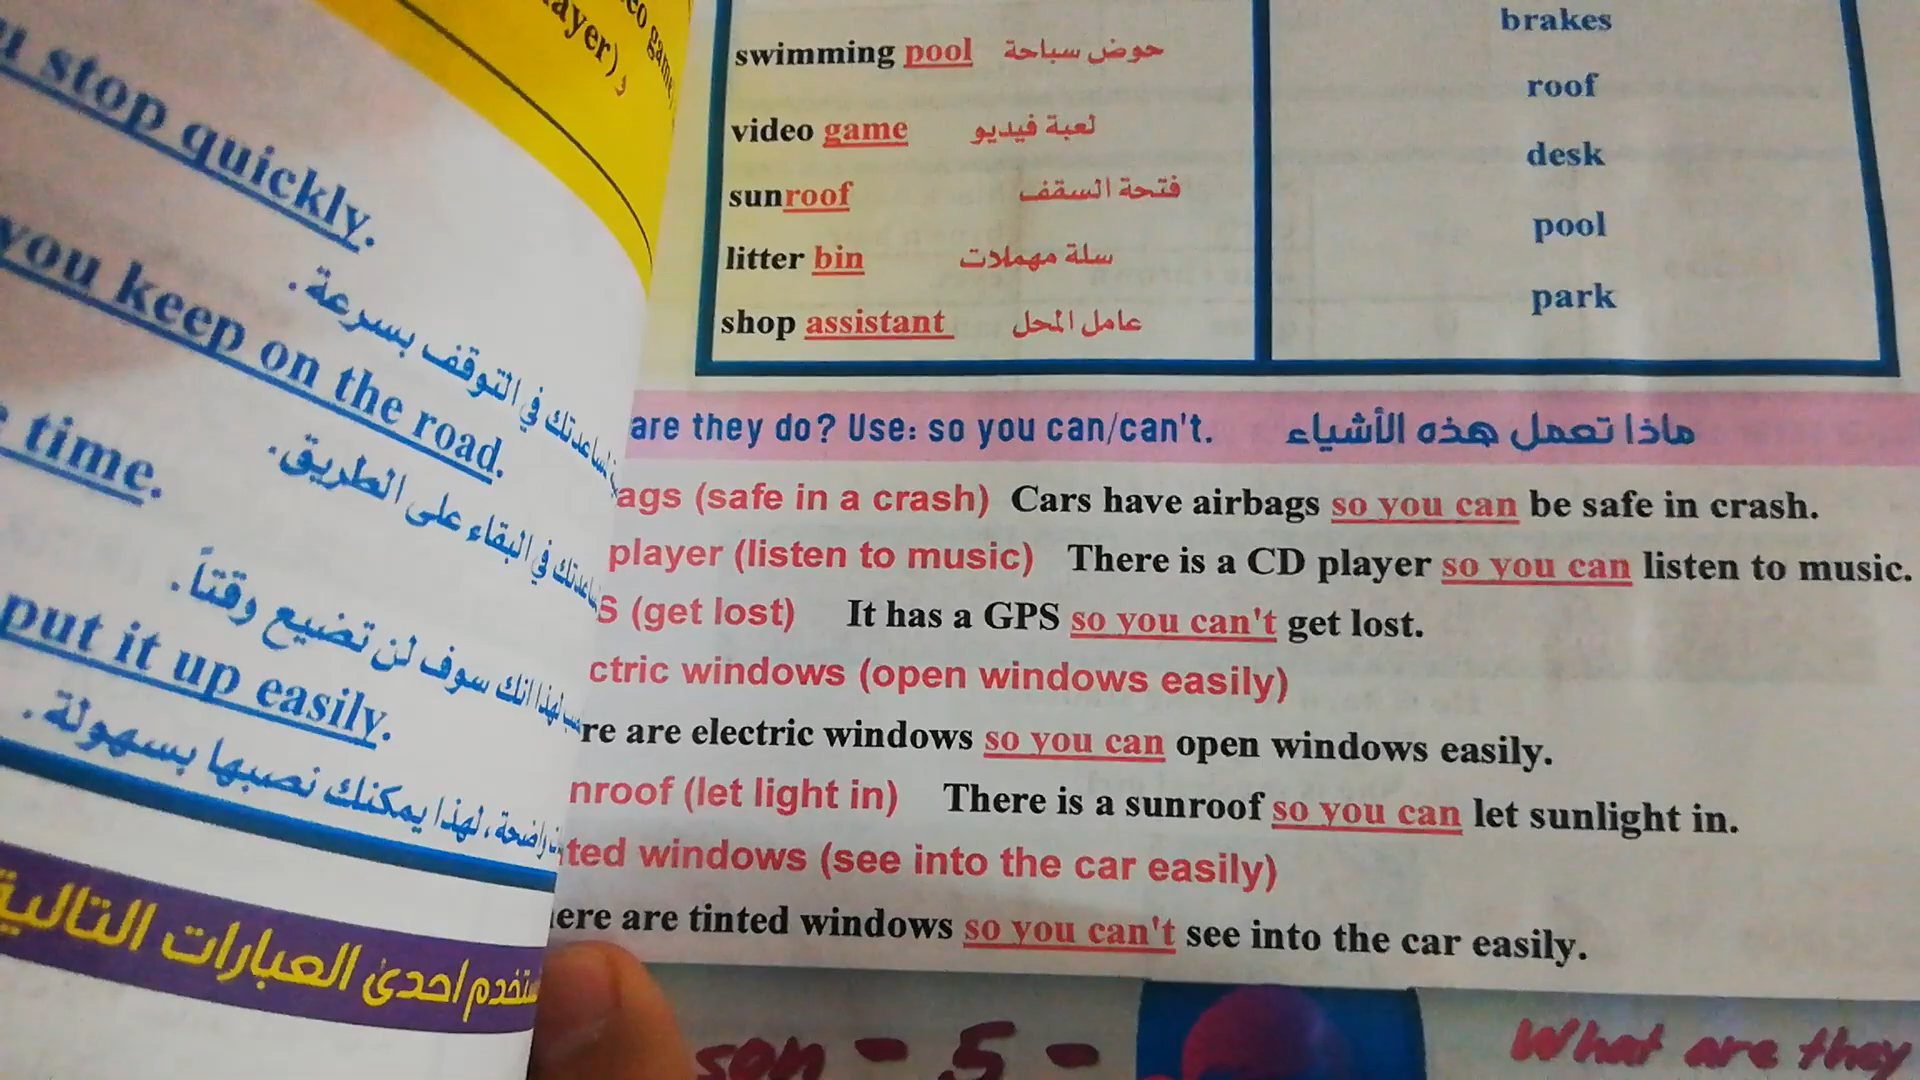 stop quickly.
التوقف بسرعة.
you keep on the road.
في البقاء على الطريق.
time.
لهذا انك سوف لن تضيع وقتاً.
put it up easily.
واضحة، لهذا يمكنك نصبها بسهولة.
احدى العبارات التالية
swimming pool حوض سباحة
video game لعبة فيديو
sunroof فتحة السقف
litter bin سلة مهملات
shop assistant عامل المحل
brakes
roof
desk
pool
park
are they do? Use: so you can/can't. ماذا تعمل هذه الأشياء
ags (safe in a crash) Cars have airbags so you can be safe in crash.
player (listen to music) There is a CD player so you can listen to music.
S (get lost) It has a GPS so you can't get lost.
ctric windows (open windows easily)
re are electric windows so you can open windows easily.
nroof (let light in) There is a sunroof so you can let sunlight in.
ted windows (see into the car easily)
ere are tinted windows so you can't see into the car easily.
son - 5 -
What are they